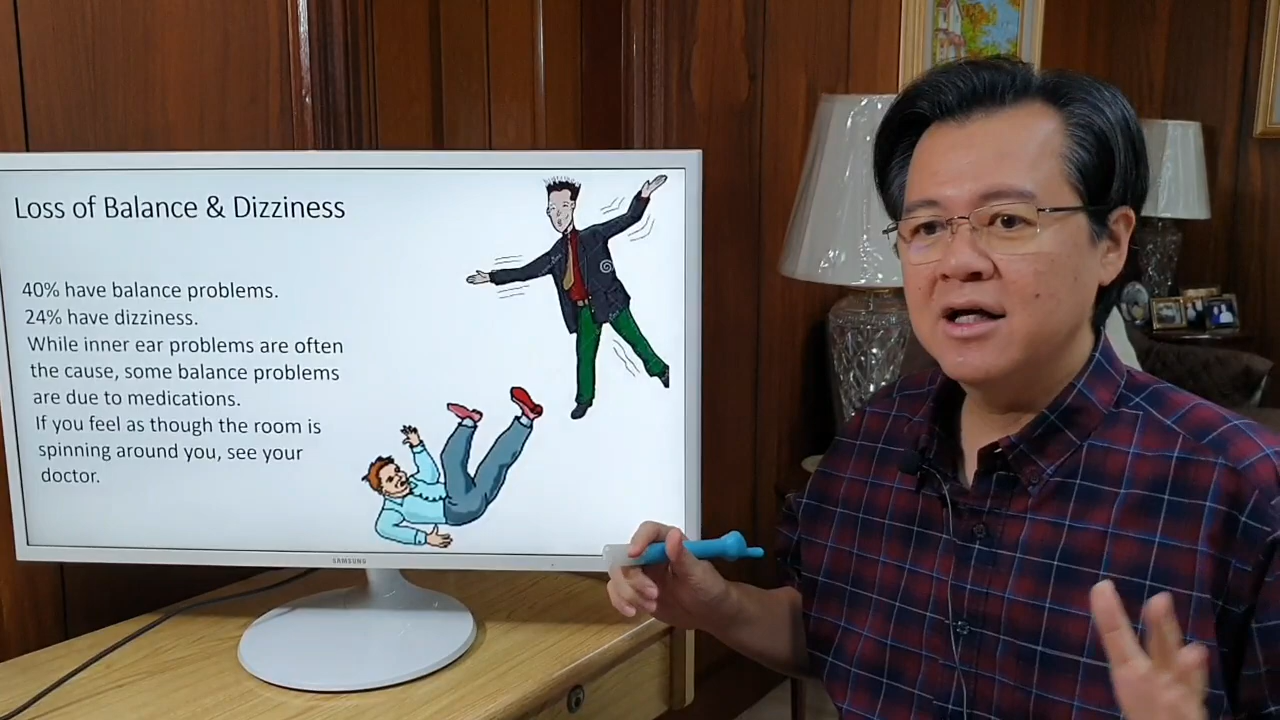 Loss of Balance & Dizziness
40% have balance problems.
24% have dizziness.
While inner ear problems are often
the cause, some balance problems
are due to medications.
If you feel as though the room is
spinning around you, see your
doctor.
SAMSUNG